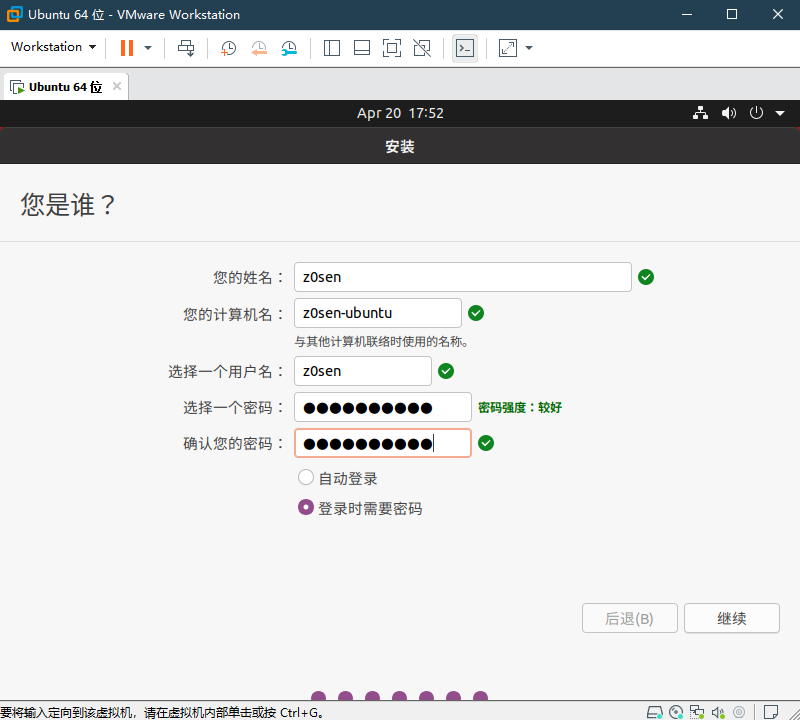 Ubuntu 64 位 - VMware Workstation
Workstation
Ubuntu 64 位
Apr 20 17:52
安装
您是谁？
您的姓名：
z0sen
您的计算机名：
z0sen-ubuntu
与其他计算机联络时使用的名称。
选择一个用户名：
z0sen
选择一个密码：
●●●●●●●●●●
密码强度：较好
确认您的密码：
●●●●●●●●●●
自动登录
登录时需要密码
后退(B)
继续
要将输入定向到该虚拟机，请在虚拟机内部单击或按 Ctrl+G。